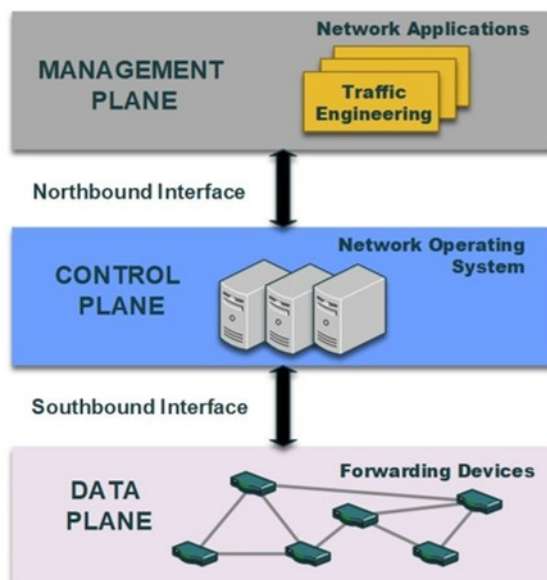 Network Applications
MANAGEMENT
PLANE
Traffic
Engineering
Northbound Interface
Network Operating
System
CONTROL
PLANE
Southbound Interface
Forwarding Devices
DATA
PLANE